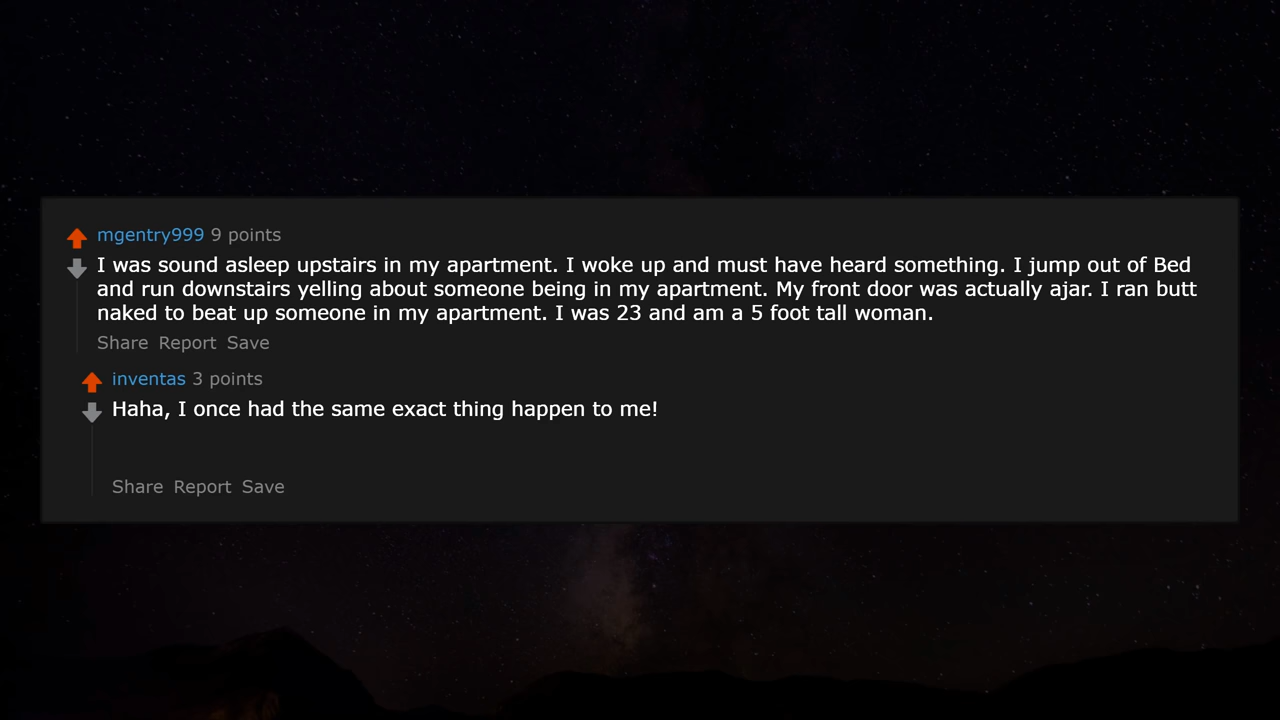 mgentry999 9 points
I was sound asleep upstairs in my apartment. I woke up and must have heard something. I jump out of Bed
and run downstairs yelling about someone being in my apartment. My front door was actually ajar. I ran butt
naked to beat up someone in my apartment. I was 23 and am a 5 foot tall woman.
Share Report Save
inventas 3 points
Haha, I once had the same exact thing happen to me!
Share Report Save